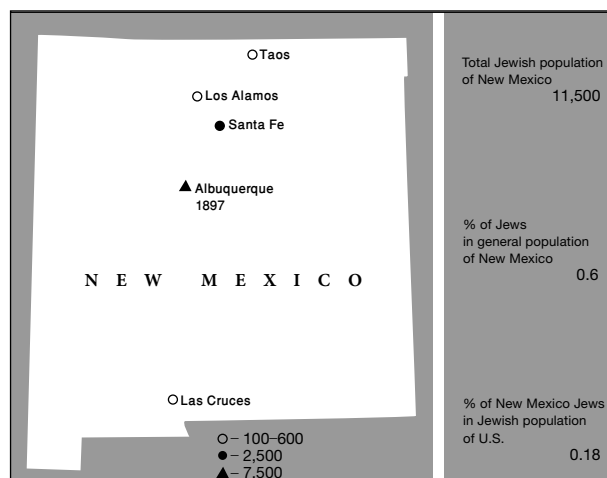 Taos
Los Alamos
Santa Fe
Albuquerque
1897
NEW MEXICO
Las Cruces
– 100-600
– 2,500
– 7,500
Total Jewish population
of New Mexico
11,500
% of Jews
in general population
of New Mexico
0.6
% of New Mexico Jews
in Jewish population
of U.S.
0.18